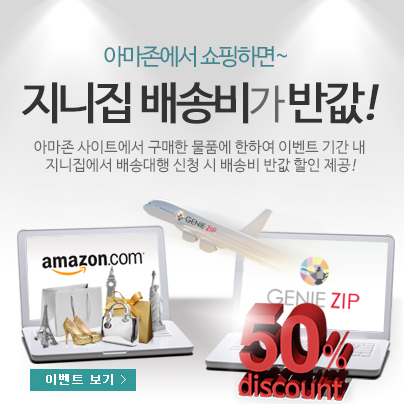 아마존에서 쇼핑하면~
지니집 배송비가 반값!
아마존 사이트에서 구매한 물품에 한하여 이벤트 기간 내
지니집에서 배송대행 신청 시 배송비 반값 할인 제공!
GENIE ZIP
amazon.com
GENIE ZIP
50%
discount
이벤트 보기 >